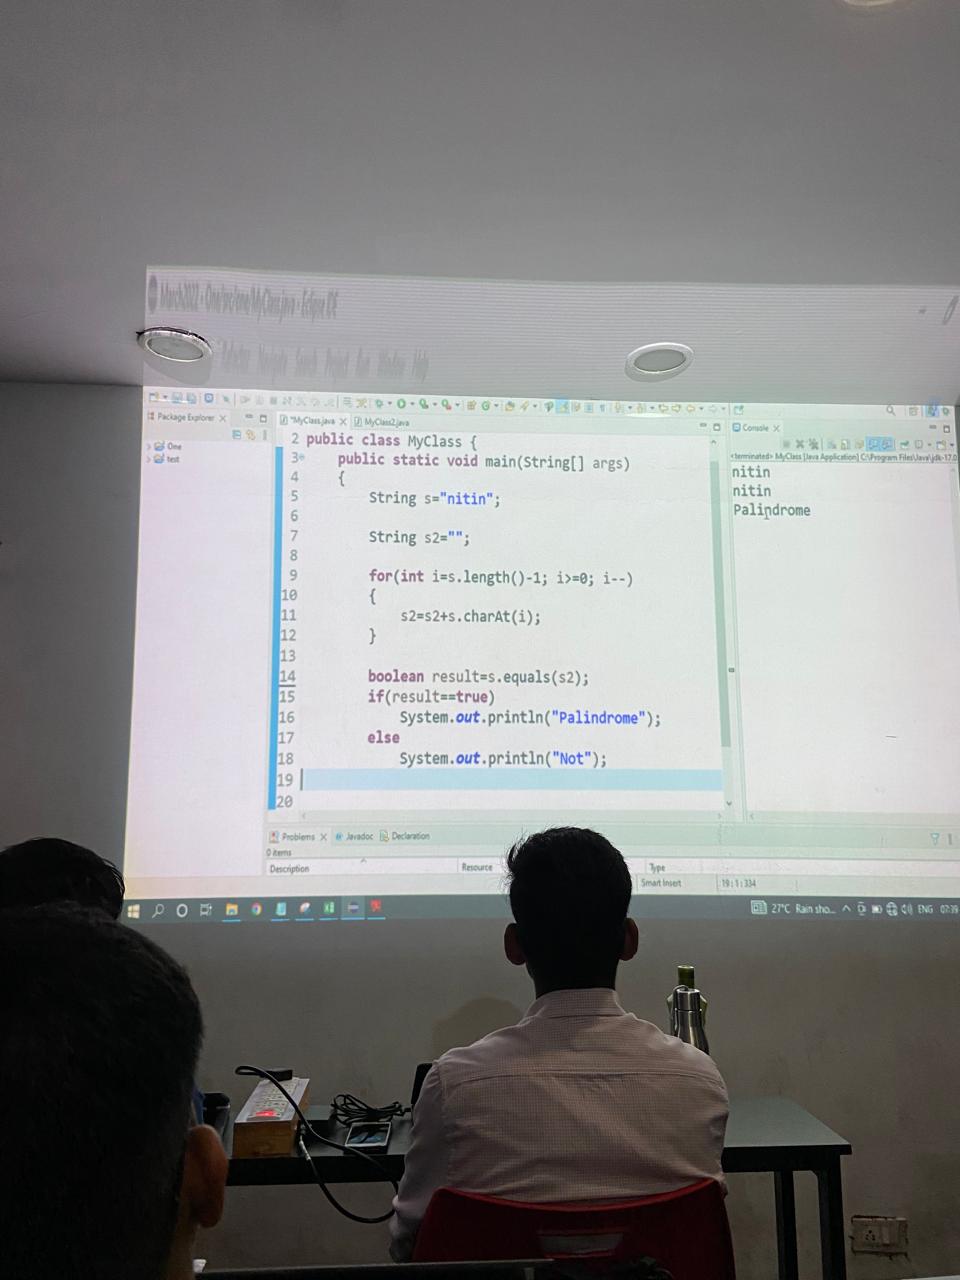 March2022 - One/src/one/MyClass.java - Eclipse IDE
Refactor Navigate Search Project Run Window Help
Package Explorer
One
test
*MyClass.java
MyClass2.java
2 public class MyClass {
3 public static void main(String[] args)
4 {
5 String s="nitin";
6
7 String s2="";
8
9 for(int i=s.length()-1; i>=0; i--)
10 {
11 s2=s2+s.charAt(i);
12 }
13
14 boolean result=s.equals(s2);
15 if(result==true)
16 System.out.println("Palindrome");
17 else
18 System.out.println("Not");
19
20
Console
<terminated> MyClass [Java Application] C:\Program Files\Java\jdk-17.0
nitin
nitin
Palindrome
Problems Javadoc Declaration
0 items
Description Resource Type
Smart Insert 19:1:334
27°C Rain sho... ENG 07:39